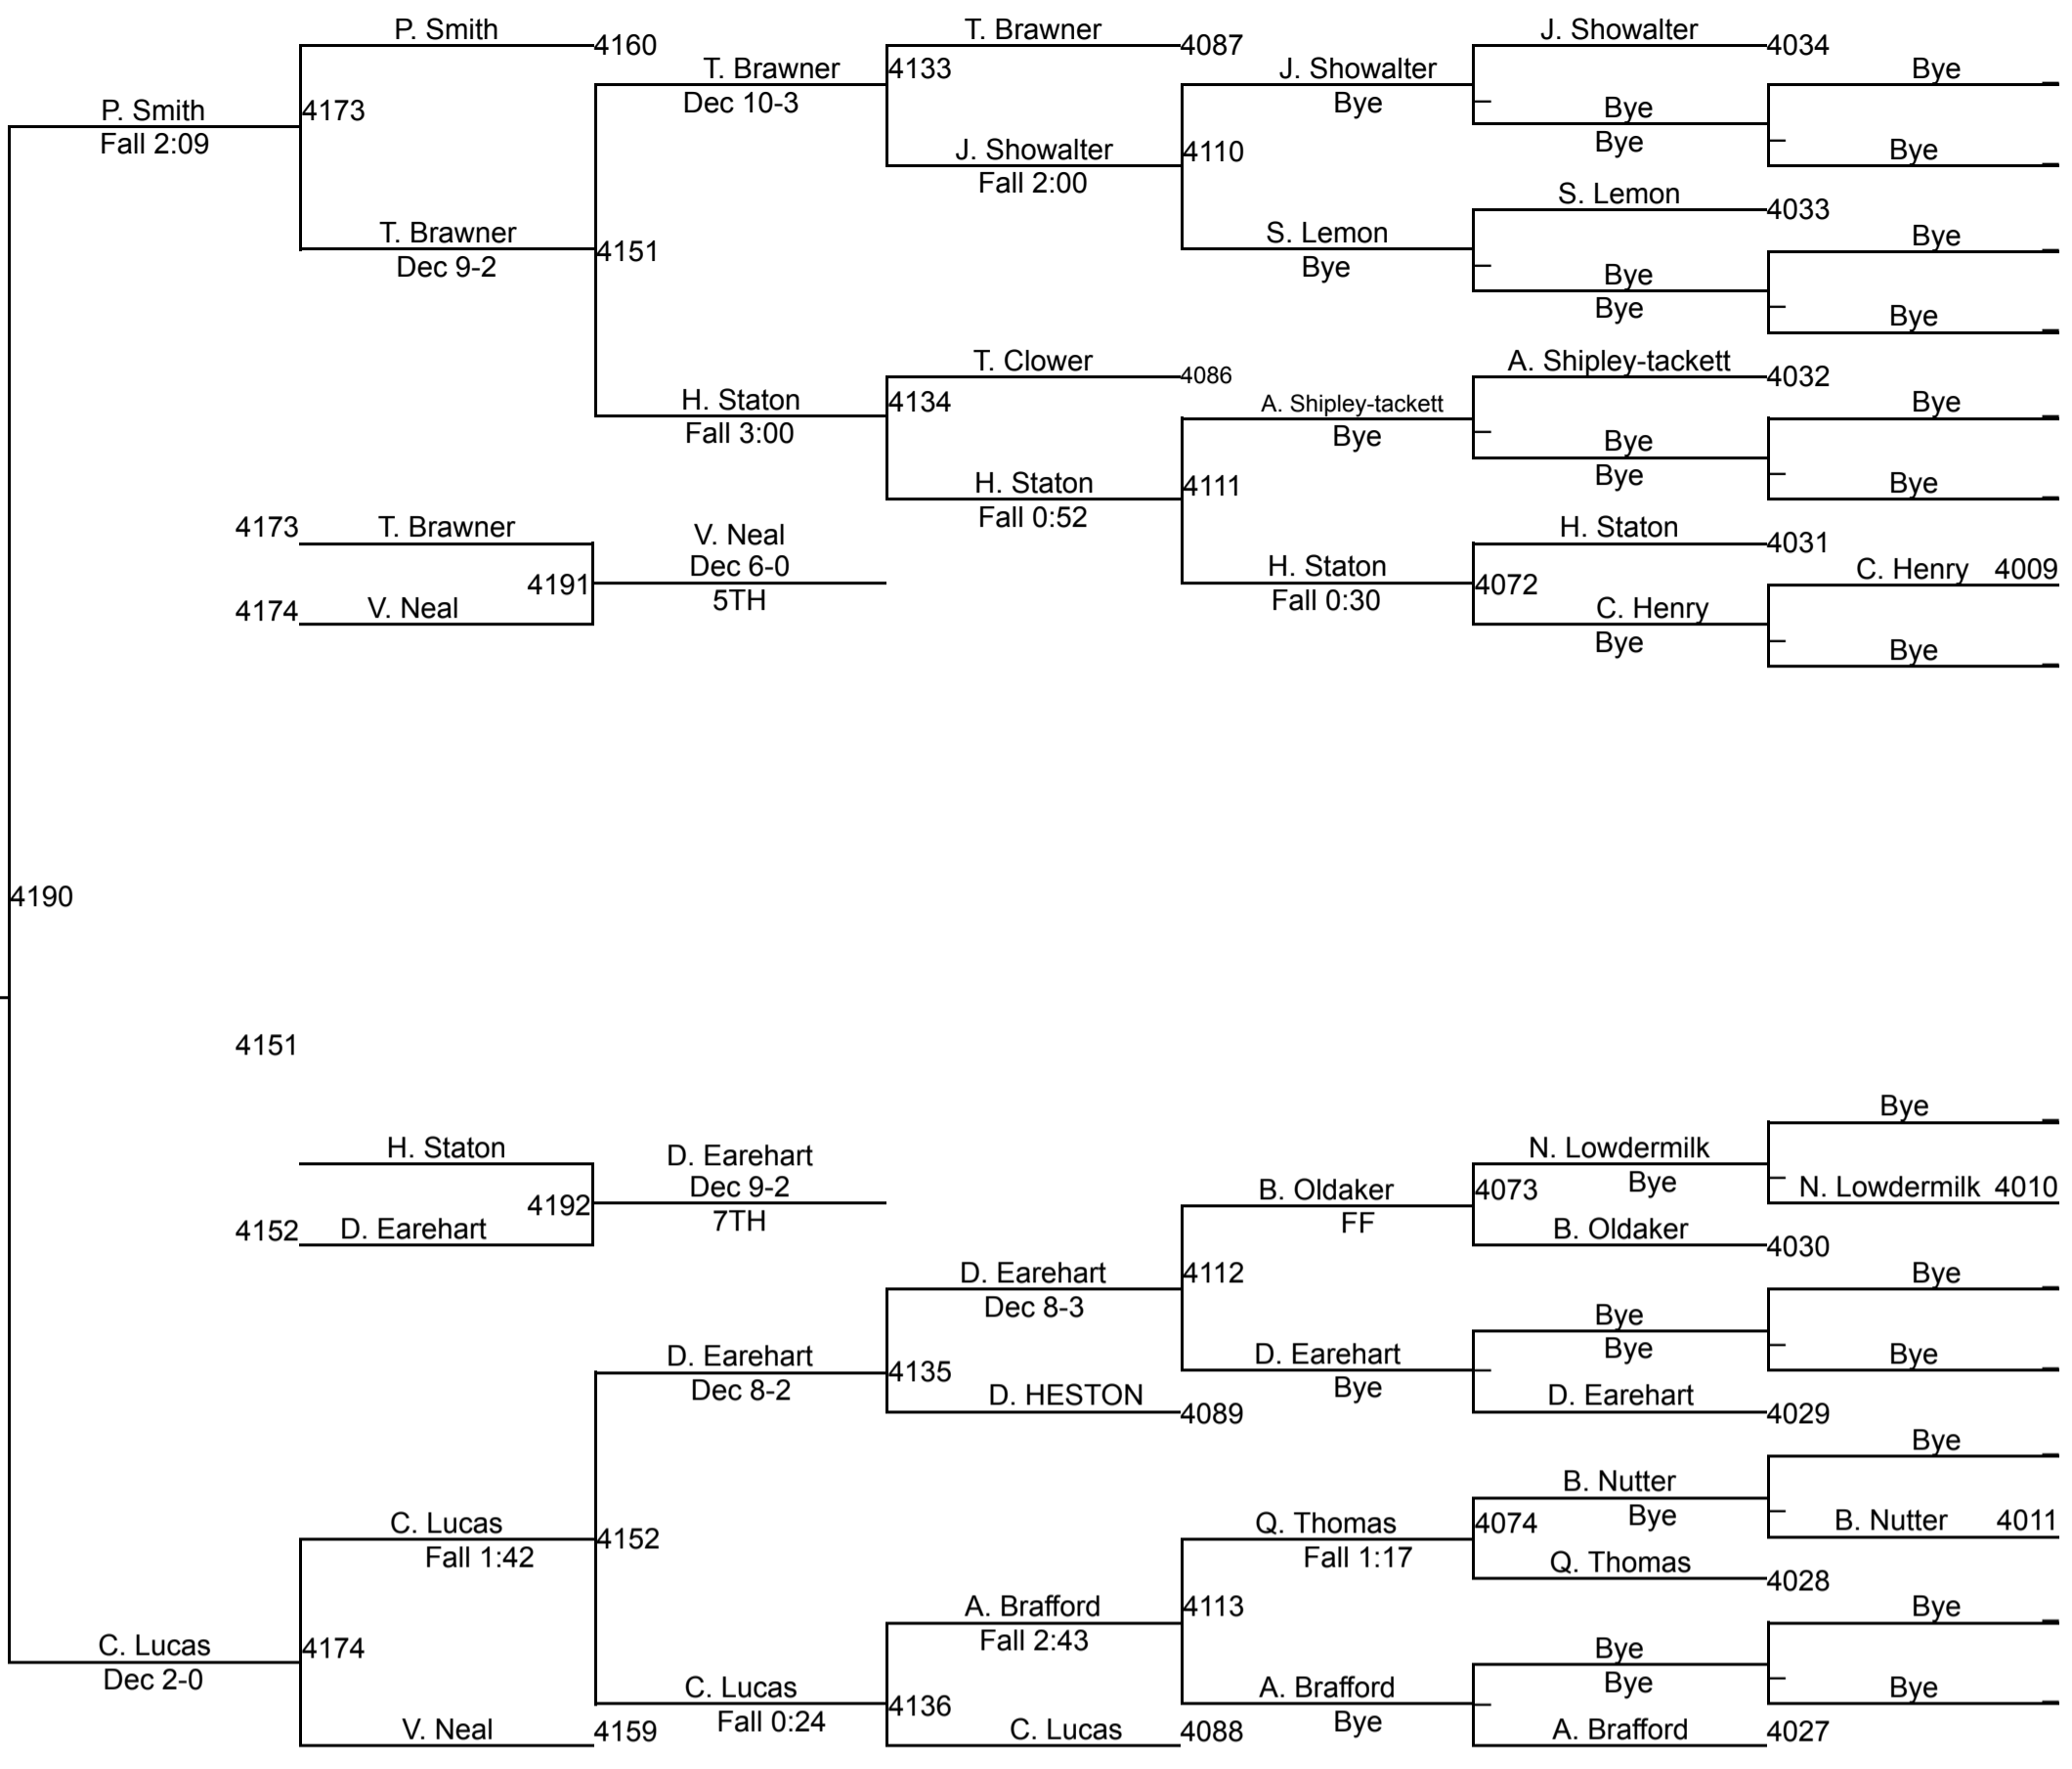 P. Smith
4160
T. Brawner
4087
J. Showalter
4034
T. Brawner
4133
J. Showalter
Bye
Dec 10-3
Bye
Bye
P. Smith
4173
Bye
Fall 2:09
J. Showalter
4110
Bye
Fall 2:00
S. Lemon
4033
T. Brawner
S. Lemon
Bye
Dec 9-2
4151
Bye
Bye
Bye
Bye
T. Clower
4086
A. Shipley-tackett
4032
H. Staton
4134
A. Shipley-tackett
Bye
Fall 3:00
Bye
Bye
H. Staton
4111
Bye
Bye
Fall 0:52
4173
T. Brawner
V. Neal
H. Staton
4031
Dec 6-0
H. Staton
C. Henry 4009
4191
5TH
Fall 0:30
4072
4174
V. Neal
C. Henry
Bye
Bye
4190
4151
Bye
H. Staton
D. Earehart
N. Lowdermilk
Dec 9-2
B. Oldaker
4073
Bye
N. Lowdermilk 4010
4192
7TH
FF
4152
D. Earehart
B. Oldaker
4030
D. Earehart
4112
Bye
Dec 8-3
Bye
D. Earehart
D. Earehart
Bye
Bye
Dec 8-2
4135
Bye
D. HESTON
4089
D. Earehart
4029
Bye
B. Nutter
C. Lucas
Q. Thomas
4074
Bye
B. Nutter 4011
Fall 1:42
4152
Fall 1:17
Q. Thomas
4028
A. Brafford
4113
Bye
Fall 2:43
C. Lucas
4174
Bye
Dec 2-0
C. Lucas
A. Brafford
Bye
Bye
Fall 0:24
4136
Bye
V. Neal
4159
C. Lucas
4088
A. Brafford
4027